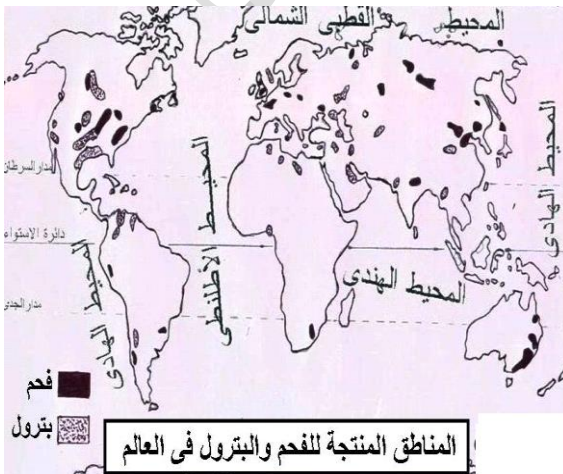 المحيط القطبى الشمالى
المحيط الهادى
المحيط الأطلنطى
مدار السرطان
دائرة الاستواء
المحيط الهادى
المحيط الهندى
مدار الجدى
فحم
بترول
المناطق المنتجة للفحم والبترول فى العالم